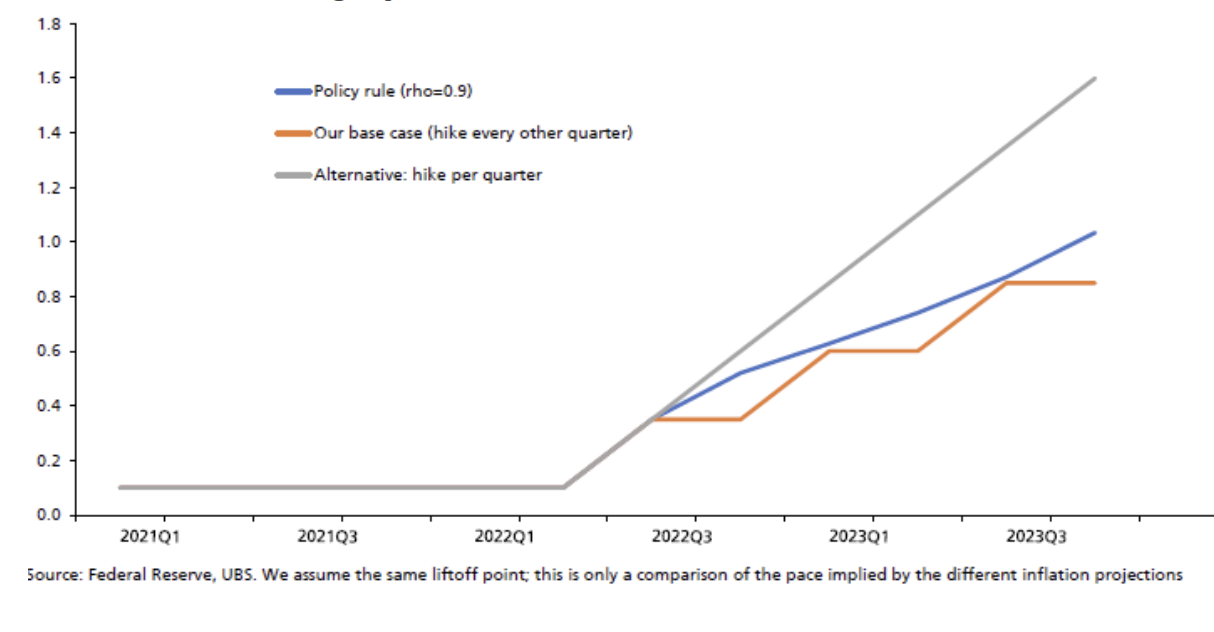 1.8
1.6
1.4
1.2
1.0
0.8
0.6
0.4
0.2
0.0
Policy rule (rho=0.9)
Our base case (hike every other quarter)
Alternative: hike per quarter
2021Q1 2021Q3 2022Q1 2022Q3 2023Q1 2023Q3
Source: Federal Reserve, UBS. We assume the same liftoff point; this is only a comparison of the pace implied by the different inflation projections